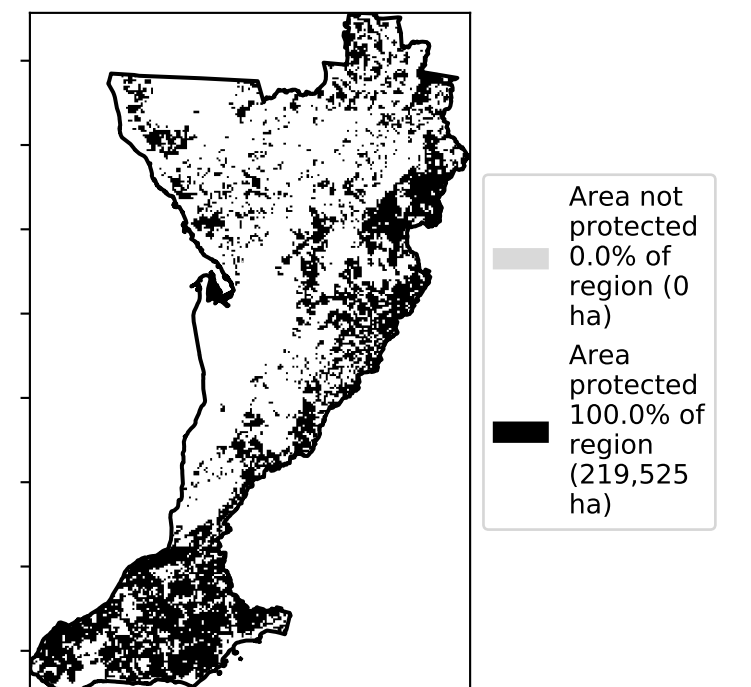 Area not
protected
0.0% of
region (0
ha)
Area
protected
100.0% of
region
(219,525
ha)